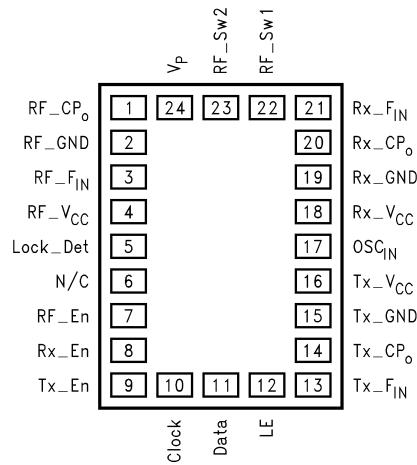 V_P RF_Sw2 RF_Sw1
RF_CP_o 1 24 23 22 21 Rx_F_IN
RF_GND 2 20 Rx_CP_o
RF_F_IN 3 19 Rx_GND
RF_V_CC 4 18 Rx_V_CC
Lock_Det 5 17 OSC_IN
N/C 6 16 Tx_V_CC
RF_En 7 15 Tx_GND
Rx_En 8 14 Tx_CP_o
Tx_En 9 10 11 12 13 Tx_F_IN
Clock Data LE